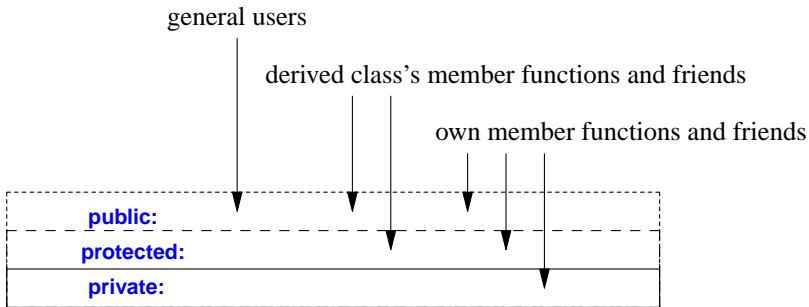 general users
derived class’s member functions and friends
own member functions and friends
public:
protected:
private: